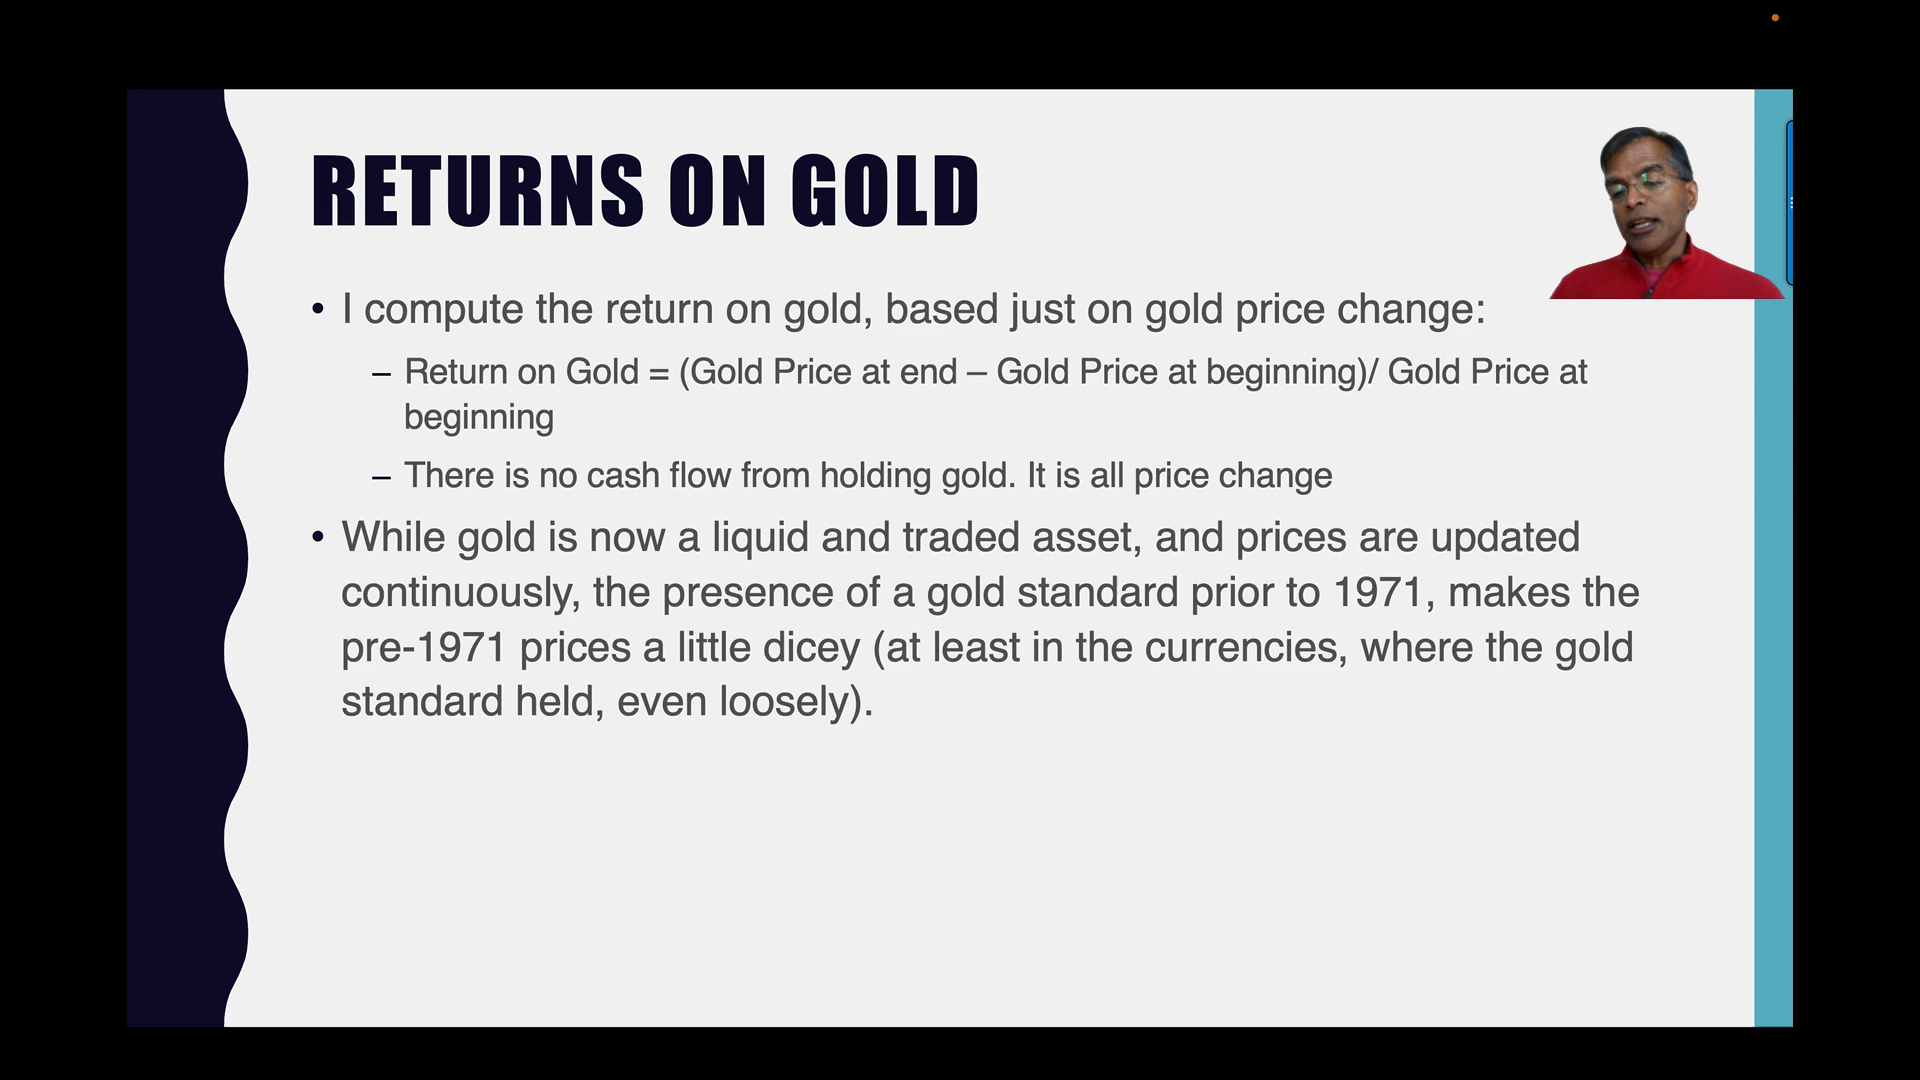 RETURNS ON GOLD
• I compute the return on gold, based just on gold price change:
– Return on Gold = (Gold Price at end – Gold Price at beginning)/ Gold Price at
beginning
– There is no cash flow from holding gold. It is all price change
• While gold is now a liquid and traded asset, and prices are updated
continuously, the presence of a gold standard prior to 1971, makes the
pre-1971 prices a little dicey (at least in the currencies, where the gold
standard held, even loosely).